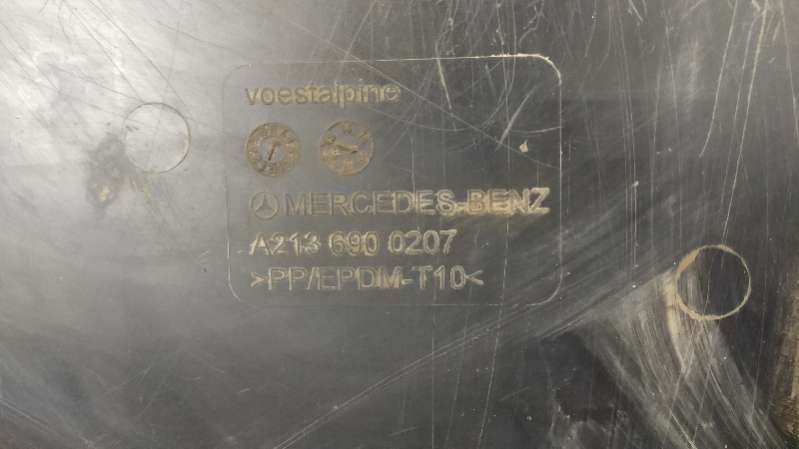 voestalpine
MERCEDES-BENZ
A213 690 0207
>PP/EPDM-T10<